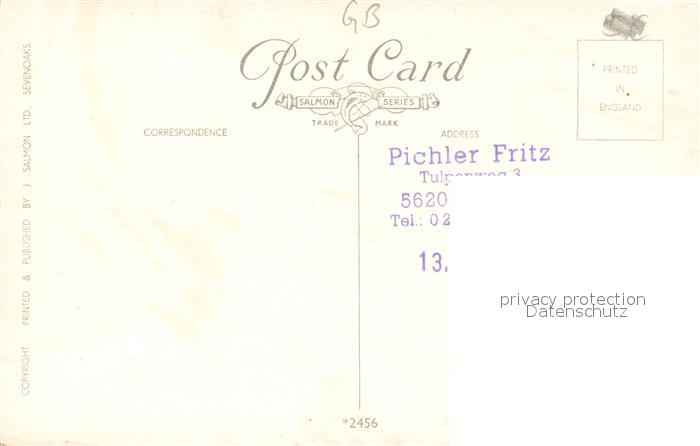 GB
Post Card
SALMON SERIES
TRADE MARK
PRINTED
IN
ENGLAND
CORRESPONDENCE
ADDRESS
Pichler Fritz
5620
Tel.: 02
13.
privacy protection
Datenschutz
*2456
COPYRIGHT PRINTED & PUBLISHED BY J. SALMON LTD., SEVENOAKS.